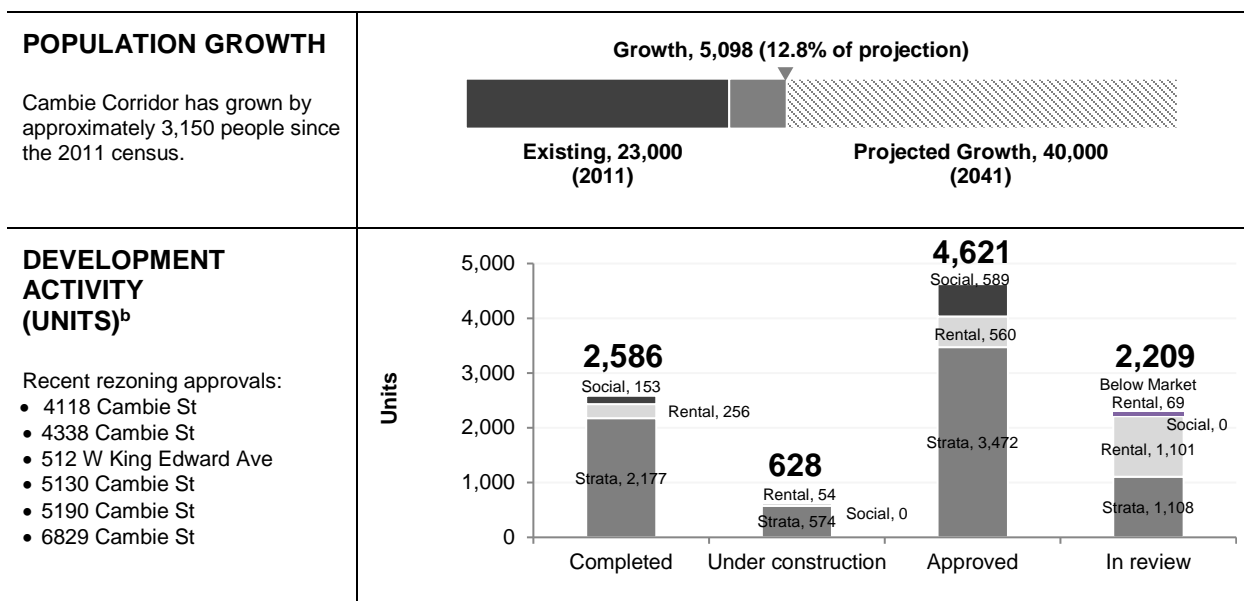 POPULATION GROWTH
Cambie Corridor has grown by
approximately 3,150 people since
the 2011 census.
Growth, 5,098 (12.8% of projection)
Existing, 23,000
(2011)
Projected Growth, 40,000
(2041)
DEVELOPMENT
ACTIVITY
(UNITS)b
Recent rezoning approvals:
• 4118 Cambie St
• 4338 Cambie St
• 512 W King Edward Ave
• 5130 Cambie St
• 5190 Cambie St
• 6829 Cambie St
Units
5,000
4,000
3,000
2,000
1,000
0
2,586
Social, 153
Rental, 256
Strata, 2,177
Completed
628
Rental, 54
Social, 0
Strata, 574
Under construction
4,621
Social, 589
Rental, 560
Strata, 3,472
Approved
2,209
Below Market
Rental, 69
Social, 0
Rental, 1,101
Strata, 1,108
In review